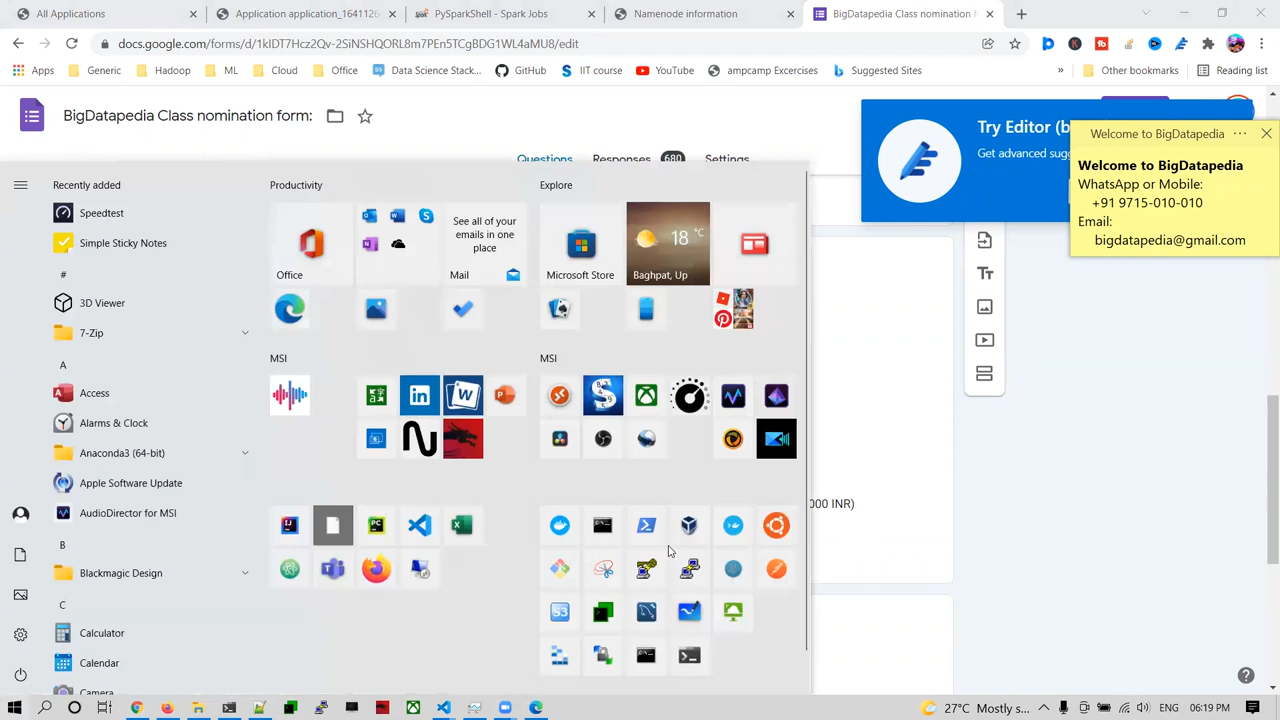 All Applications
Application application_164112
PySparkShell - Spark Jobs
Namenode information
BigDatapedia Class nomination f
docs.google.com/forms/d/1kIDT7Hcz2Qv-2SiNSHQORt8m7PEn5TCgBDG1WL4aMU8/edit
Apps
Generic
Hadoop
ML
Cloud
Office
Data Science Stack...
GitHub
IIT course
YouTube
ampcamp Excercises
Suggested Sites
»
Other bookmarks
Reading list
BigDatapedia Class nomination form:
Try Editor (b
Get advanced sugg
Welcome to BigDatapedia
Welcome to BigDatapedia
WhatsApp or Mobile:
+91 9715-010-010
Email:
bigdatapedia@gmail.com
Questions
Responses
680
Settings
000 INR)
Recently added
Speedtest
Simple Sticky Notes
#
3D Viewer
7-Zip
A
Access
Alarms & Clock
Anaconda3 (64-bit)
Apple Software Update
AudioDirector for MSI
B
Blackmagic Design
C
Calculator
Calendar
Camera
Productivity
Office
See all of your
emails in one
place
Mail
Explore
Microsoft Store
18 °C
Baghpat, Up
MSI
MSI
27°C Mostly s...
06:19 PM